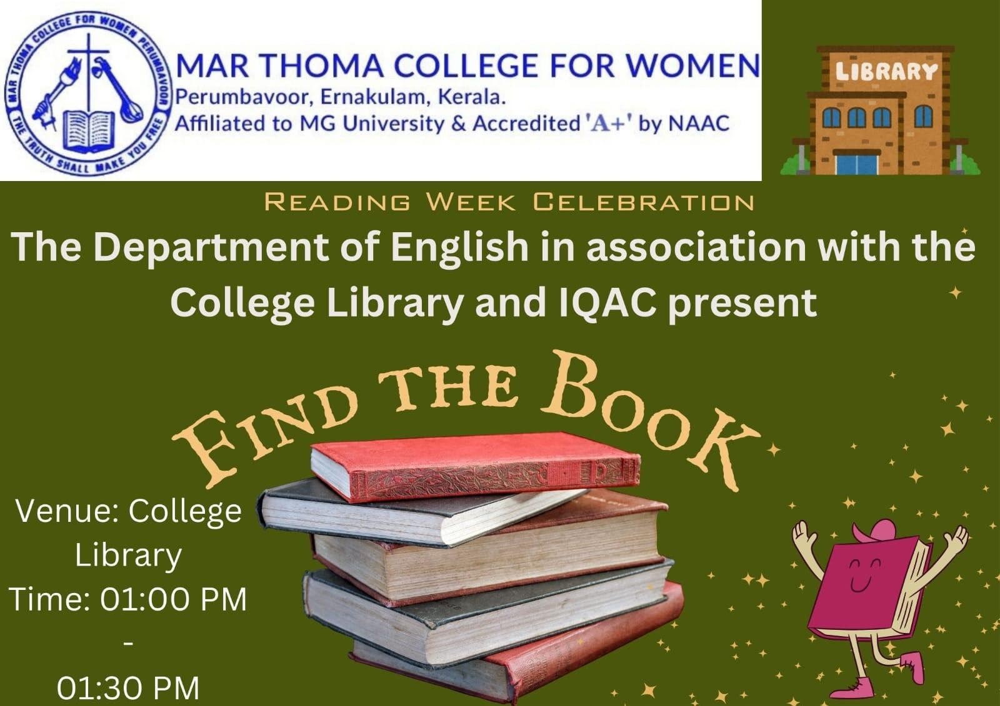 MAR THOMA COLLEGE FOR WOMEN PERUMBAVOOR
THE TRUTH SHALL MAKE YOU FREE
MAR THOMA COLLEGE FOR WOMEN
Perumbavoor, Ernakulam, Kerala.
Affiliated to MG University & Accredited 'A+' by NAAC
LIBRARY
READING WEEK CELEBRATION
The Department of English in association with the
College Library and IQAC present
FIND THE BOOK
Venue: College
Library
Time: 01:00 PM
-
01:30 PM